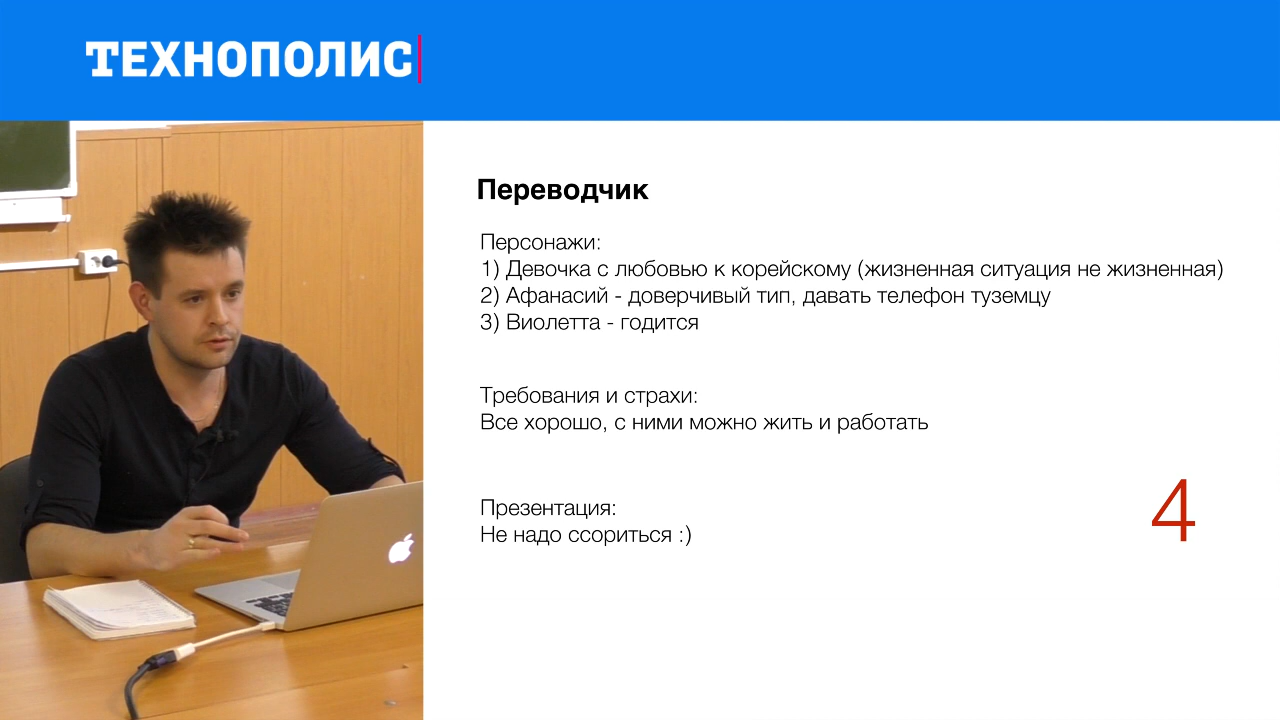 ТЕХНОПОЛИС
Переводчик
Персонажи:
1) Девочка с любовью к корейскому (жизненная ситуация не жизненная)
2) Афанасий - доверчивый тип, давать телефон туземцу
3) Виолетта - годится
Требования и страхи:
Все хорошо, с ними можно жить и работать
Презентация:
Не надо ссориться :)
4